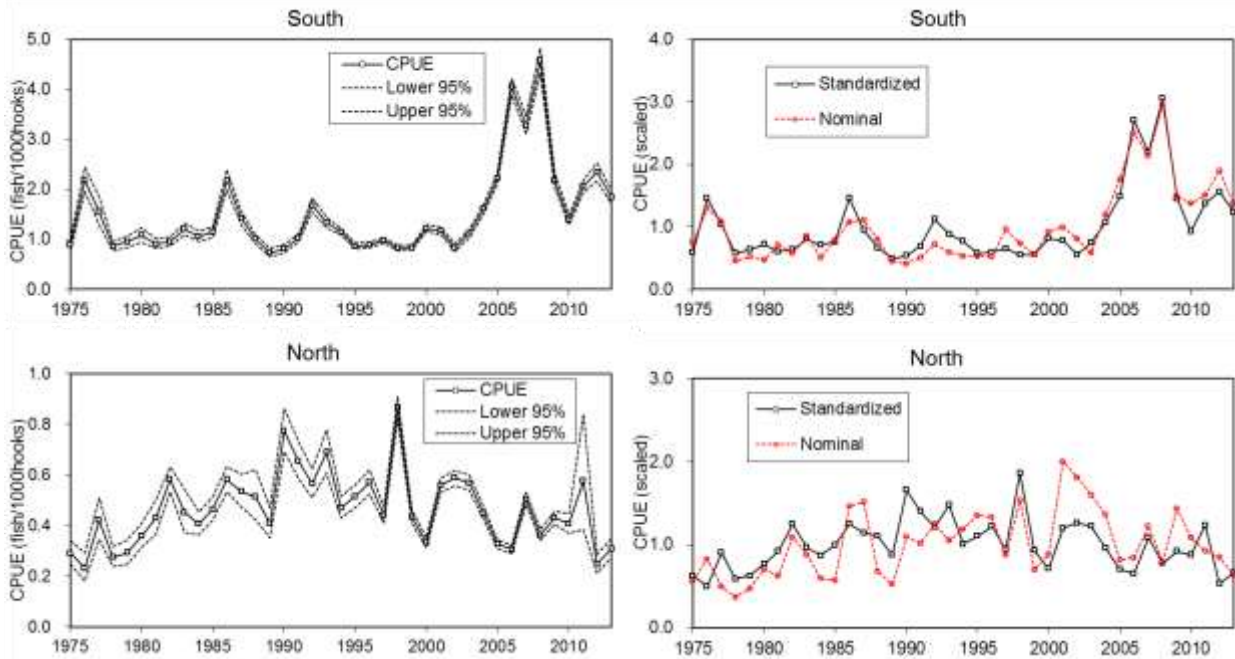 South
CPUE (fish/1000hooks)
5.0
4.0
3.0
2.0
1.0
0.0
CPUE
Lower 95%
Upper 95%
1975 1980 1985 1990 1995 2000 2005 2010
South
CPUE (scaled)
4.0
3.0
2.0
1.0
0.0
Standardized
Nominal
1975 1980 1985 1990 1995 2000 2005 2010
North
CPUE (fish/1000hooks)
1.0
0.8
0.6
0.4
0.2
0.0
CPUE
Lower 95%
Upper 95%
1975 1980 1985 1990 1995 2000 2005 2010
North
CPUE (scaled)
3.0
2.0
1.0
0.0
Standardized
Nominal
1975 1980 1985 1990 1995 2000 2005 2010